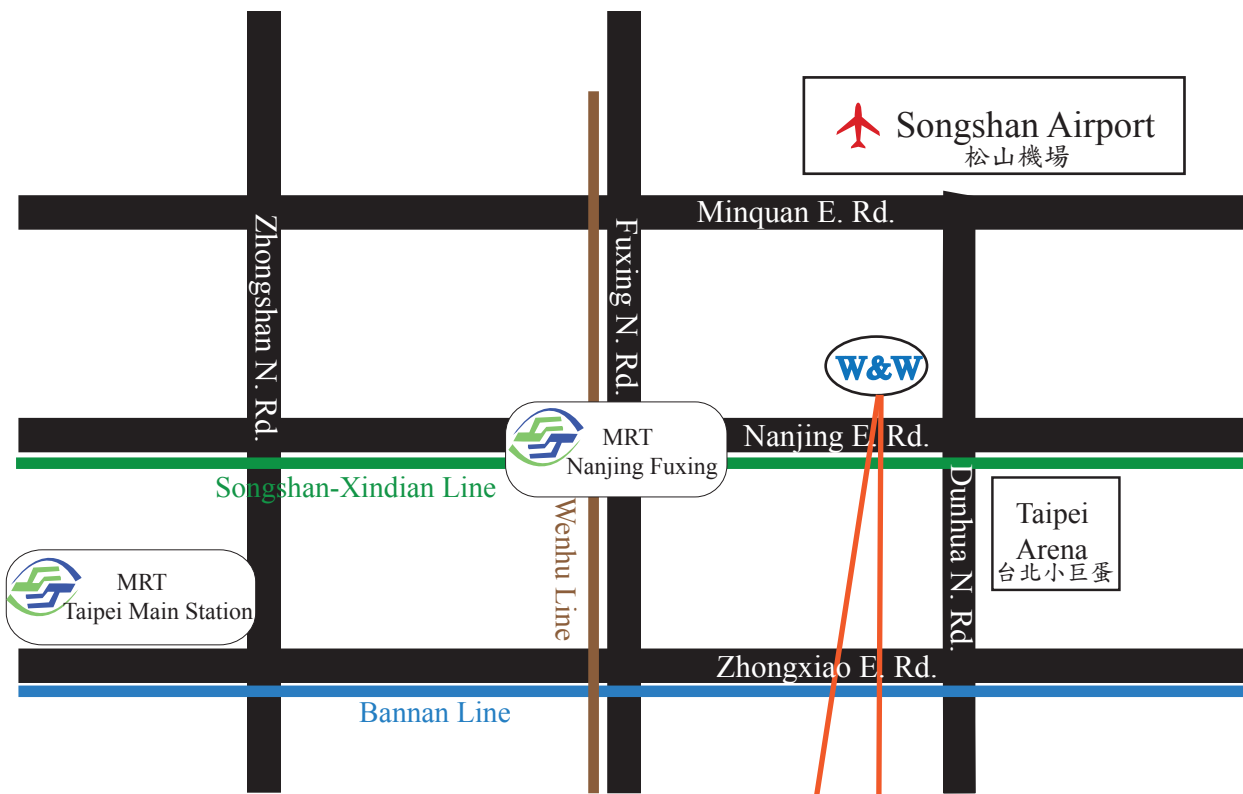 Songshan Airport
松山機場
Minquan E. Rd.
Zhongshan N. Rd.
Fuxing N. Rd.
W&W
Nanjing E. Rd.
MRT
Nanjing Fuxing
Songshan-Xindian Line
Dunhua N. Rd.
Taipei
Arena
台北小巨蛋
Wenhu Line
MRT
Taipei Main Station
Zhongxiao E. Rd.
Bannan Line